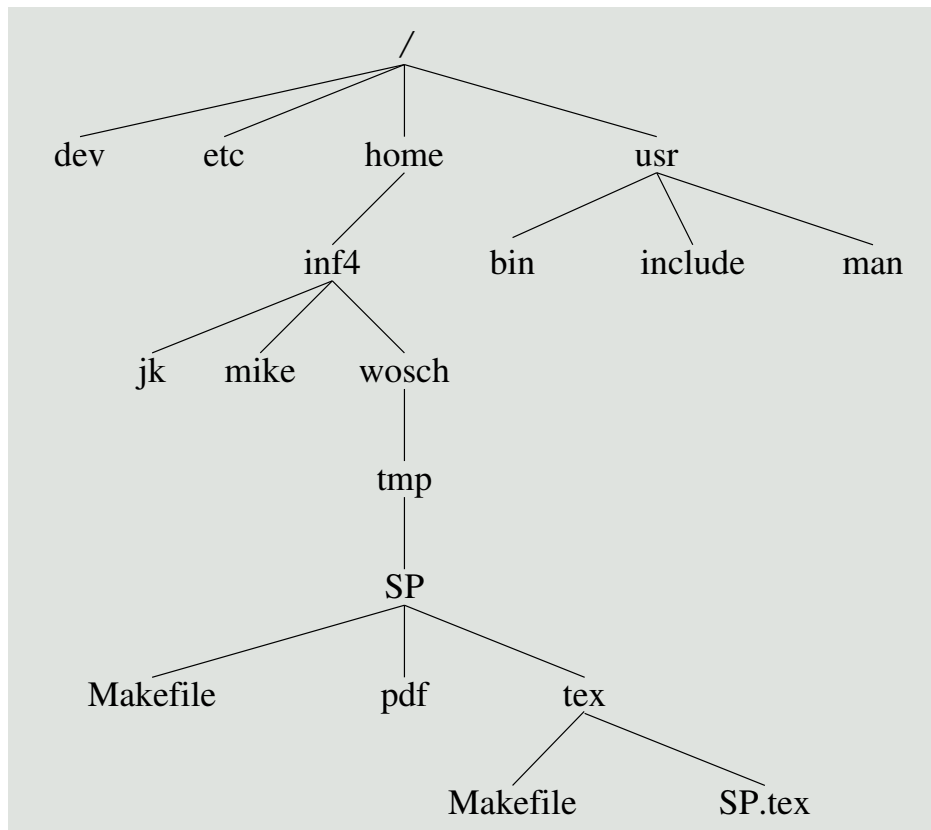 /
dev etc home usr
inf4 bin include man
jk mike wosch
tmp
SP
Makefile pdf tex
Makefile SP.tex